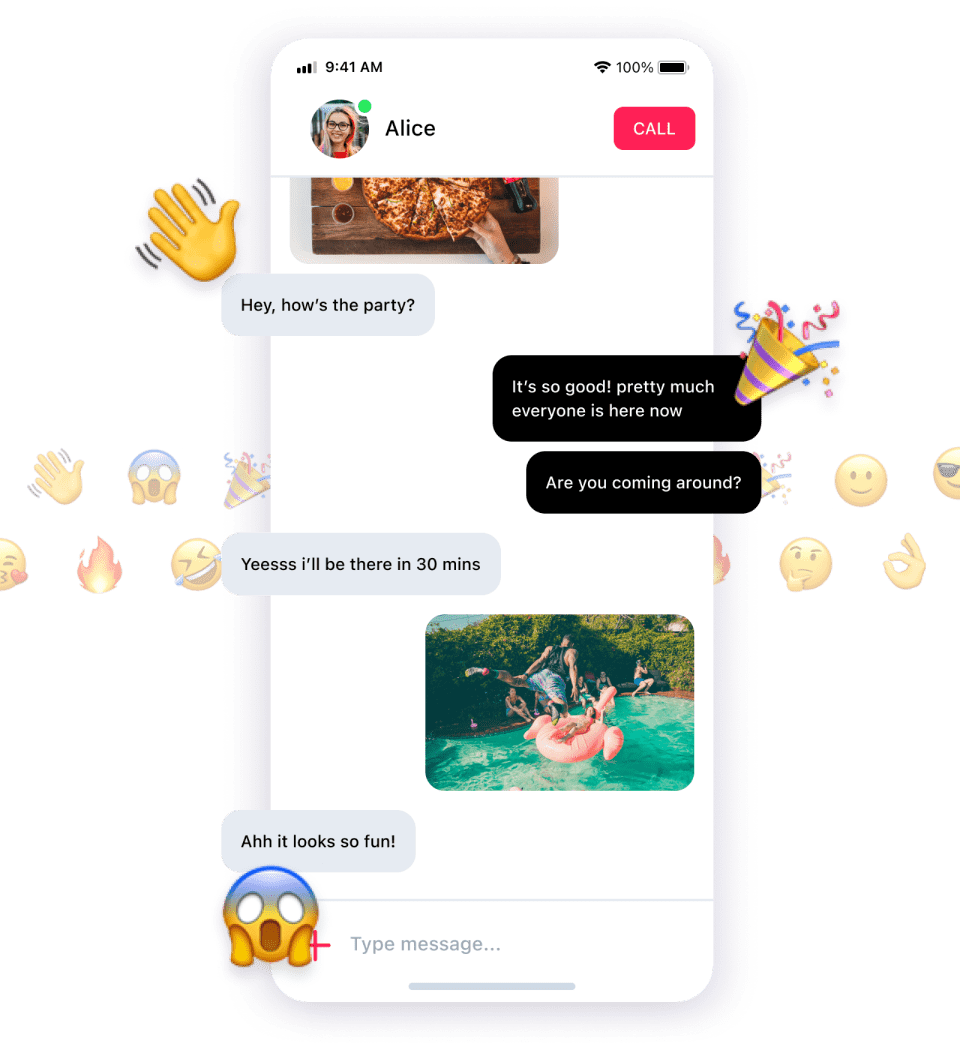 9:41 AM
100%
Alice
CALL
Hey, how’s the party?
It’s so good! pretty much
everyone is here now
Are you coming around?
Yeesss i’ll be there in 30 mins
Ahh it looks so fun!
Type message...